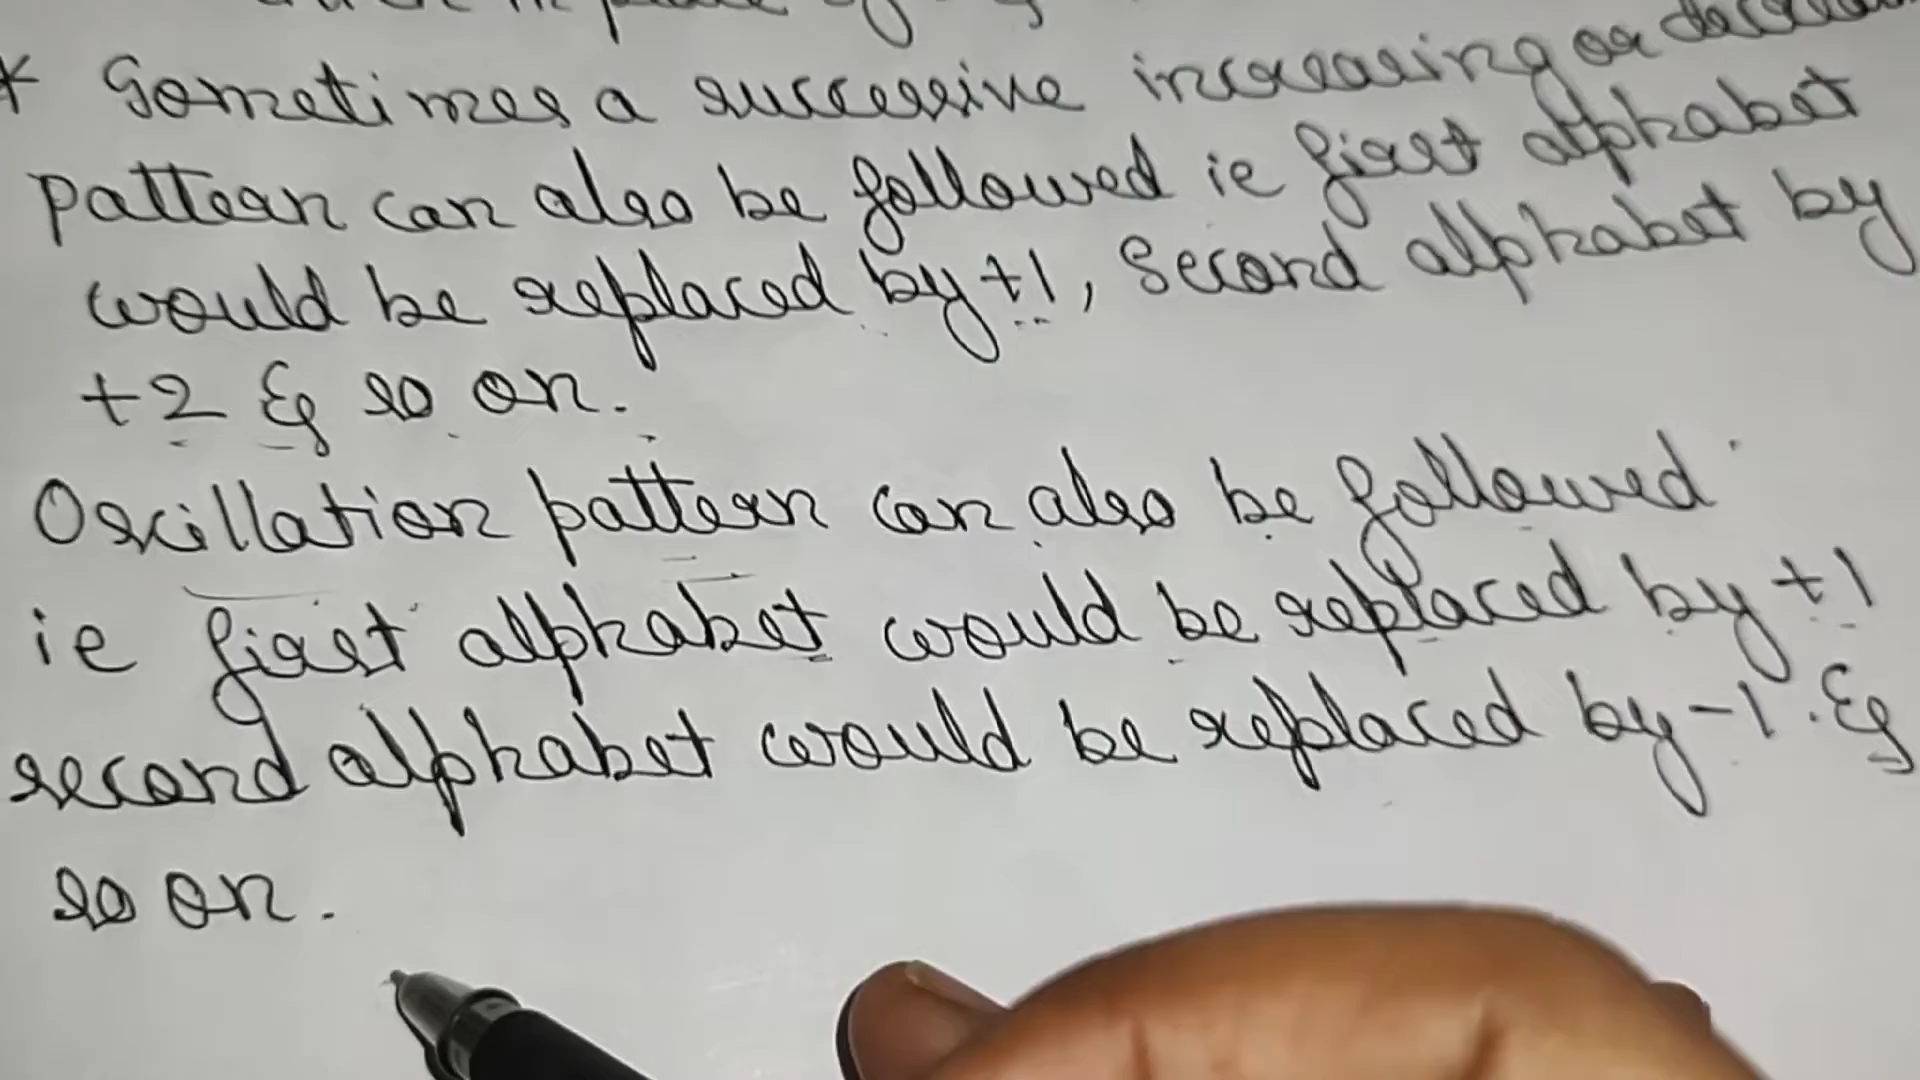 * Sometimes a successive increasing or
pattern can also be followed ie first alphabet
would be replaced by +1, Second alphabet by
+2 & so on.
Oscillation pattern can also be followed
ie first alphabet would be replaced by +1
second alphabet would be replaced by -1. &
so on.